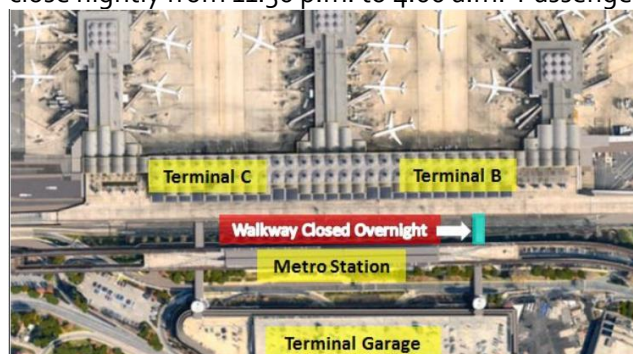 close nightly from 11:30 p.m. to 4:00 a.m. Passenge
Terminal C
Terminal B
Walkway Closed Overnight
Metro Station
Terminal Garage